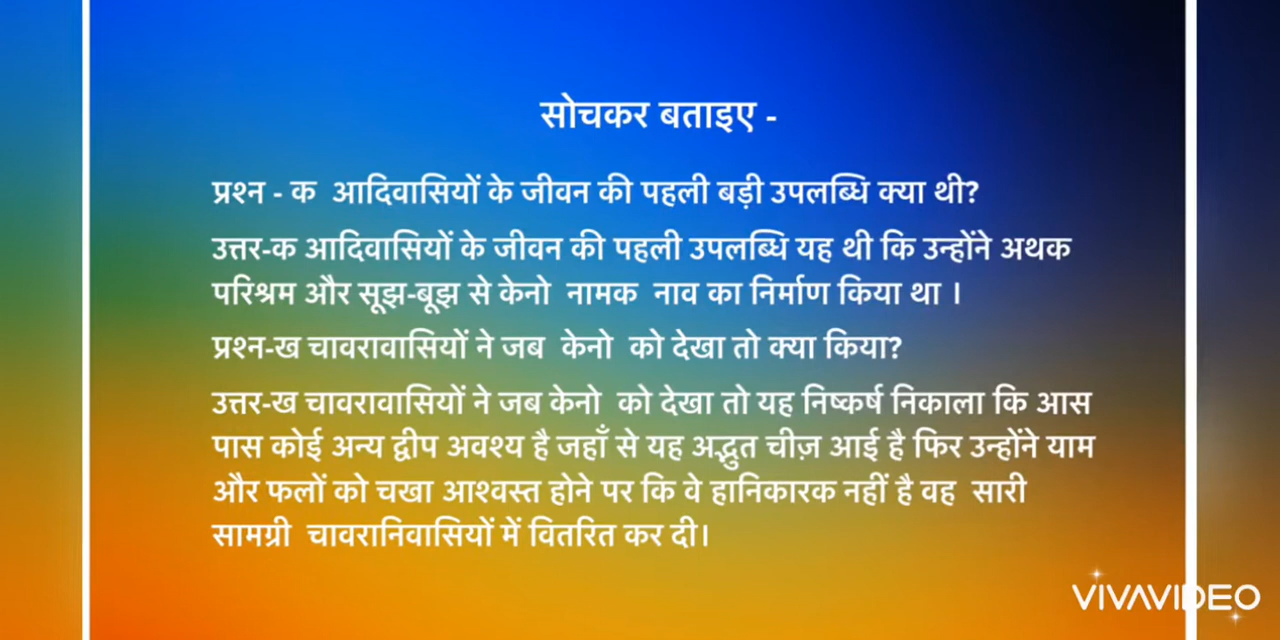 सोचकर बताइए -
प्रश्न - क आदिवासियों के जीवन की पहली बड़ी उपलब्धि क्या थी?
उत्तर-क आदिवासियों के जीवन की पहली उपलब्धि यह थी कि उन्होंने अथक
परिश्रम और सूझ-बूझ से केनो नामक नाव का निर्माण किया था ।
प्रश्न-ख चावरावासियों ने जब केनो को देखा तो क्या किया?
उत्तर-ख चावरावासियों ने जब केनो को देखा तो यह निष्कर्ष निकाला कि आस
पास कोई अन्य द्वीप अवश्य है जहाँ से यह अद्भुत चीज़ आई है फिर उन्होंने याम
और फलों को चखा आश्वस्त होने पर कि वे हानिकारक नहीं है वह सारी
सामग्री चावरानिवासियों में वितरित कर दी।
VIVAVIDEO